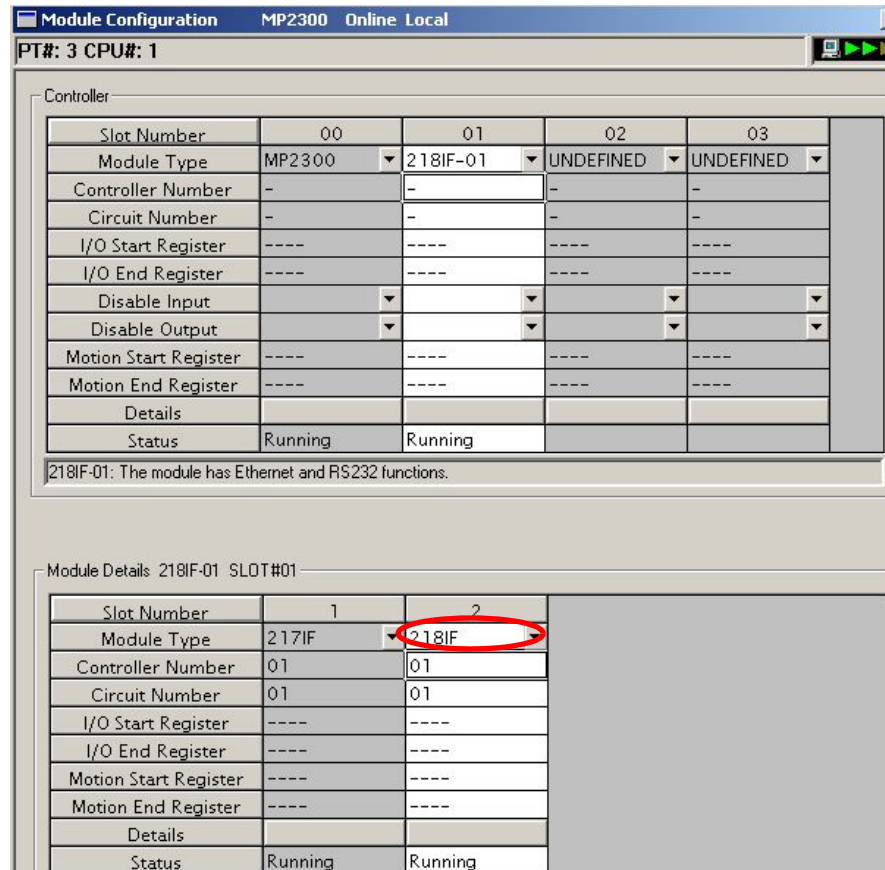 Module Configuration MP2300 Online Local
PT#: 3 CPU#: 1
Controller
Slot Number 00 01 02 03
Module Type MP2300 218IF-01 UNDEFINED UNDEFINED
Controller Number - - - -
Circuit Number - - - -
I/O Start Register ---- ---- ---- ----
I/O End Register ---- ---- ---- ----
Disable Input
Disable Output
Motion Start Register ---- ---- ---- ----
Motion End Register ---- ---- ---- ----
Details
Status Running Running
218IF-01: The module has Ethernet and RS232 functions.
Module Details 218IF-01 SLOT#01
Slot Number 1 2
Module Type 217IF 218IF
Controller Number 01 01
Circuit Number 01 01
I/O Start Register ---- ----
I/O End Register ---- ----
Motion Start Register ---- ----
Motion End Register ---- ----
Details
Status Running Running